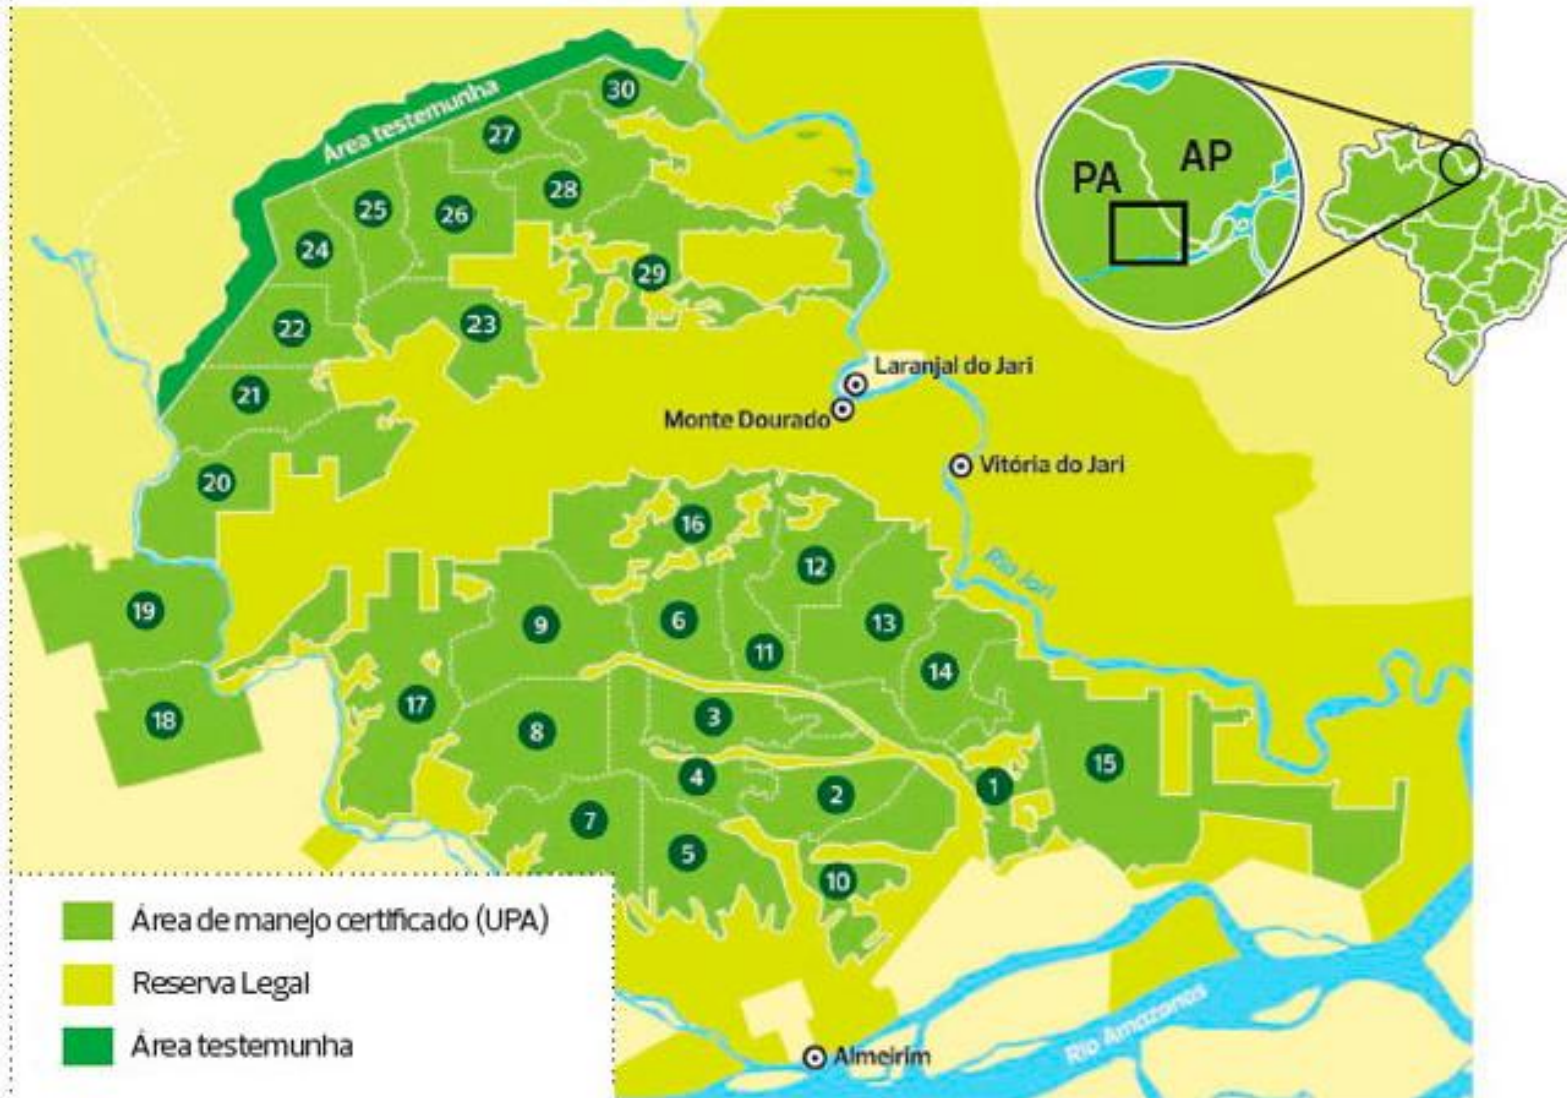 Área testemunha
30
27
28
25
26
24
29
22
23
21
20
PA
AP
Laranjal do Jari
Monte Dourado
Vitória do Jari
Rio Jari
16
12
19
9
6
13
11
14
18
17
3
8
15
4
1
2
7
5
10
Área de manejo certificado (UPA)
Reserva Legal
Área testemunha
Rio Amazonas
Almeirim